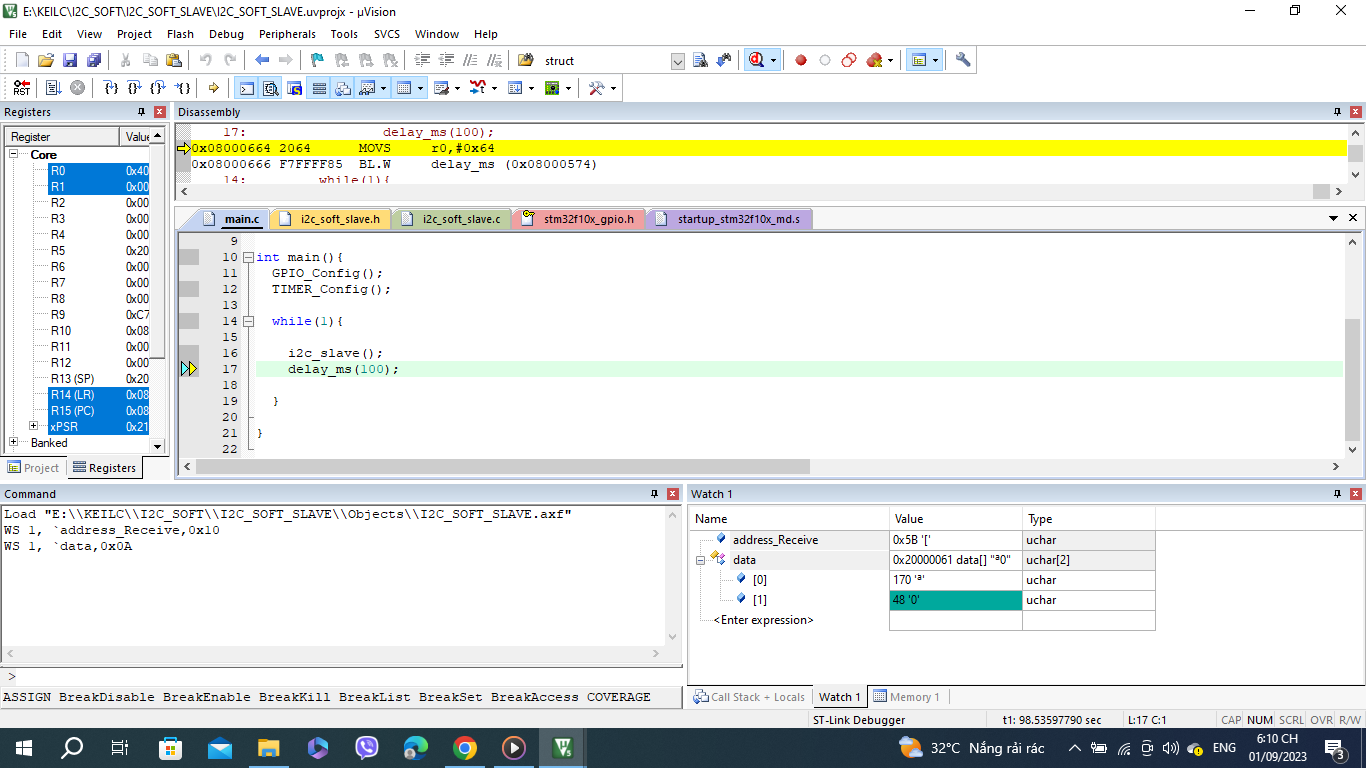 E:\KEILC\I2C_SOFT\I2C_SOFT_SLAVE\I2C_SOFT_SLAVE.uvprojx - µVision
File Edit View Project Flash Debug Peripherals Tools SVCS Window Help
struct
RST
Registers
Register Value
Core
R0 0x40
R1 0x00
R2 0x00
R3 0x00
R4 0x00
R5 0x20
R6 0x00
R7 0x00
R8 0x00
R9 0xC7
R10 0x08
R11 0x00
R12 0x00
R13 (SP) 0x20
R14 (LR) 0x08
R15 (PC) 0x08
xPSR 0x21
Banked
Project Registers
Disassembly
17: delay_ms(100);
0x08000664 2064 MOVS r0,#0x64
0x08000666 F7FFFF85 BL.W delay_ms (0x08000574)
14: while(1){
main.c i2c_soft_slave.h i2c_soft_slave.c stm32f10x_gpio.h startup_stm32f10x_md.s
9
10 int main(){
11 GPIO_Config();
12 TIMER_Config();
13
14 while(1){
15
16 i2c_slave();
17 delay_ms(100);
18
19 }
20
21 }
22
Command
Load "E:\\KEILC\\I2C_SOFT\\I2C_SOFT_SLAVE\\Objects\\I2C_SOFT_SLAVE.axf"
WS 1, `address_Receive,0x10
WS 1, `data,0x0A
>
ASSIGN BreakDisable BreakEnable BreakKill BreakList BreakSet BreakAccess COVERAGE
Watch 1
Name Value Type
address_Receive 0x5B '[' uchar
data 0x20000061 data[] "ª0" uchar[2]
[0] 170 'ª' uchar
[1] 48 '0' uchar
<Enter expression>
Call Stack + Locals Watch 1 Memory 1
ST-Link Debugger t1: 98.53597790 sec L:17 C:1 CAP NUM SCRL OVR R/W
32°C Nắng rải rác ENG 6:10 CH
01/09/2023
3